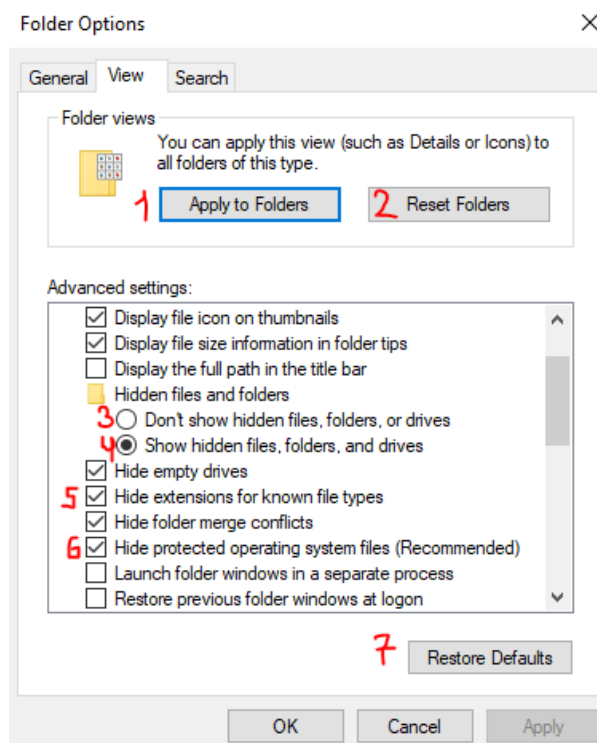 Folder Options
General View Search
Folder views
You can apply this view (such as Details or Icons) to
all folders of this type.
1 Apply to Folders 2 Reset Folders
Advanced settings:
Display file icon on thumbnails
Display file size information in folder tips
Display the full path in the title bar
Hidden files and folders
3 Don't show hidden files, folders, or drives
4 Show hidden files, folders, and drives
Hide empty drives
5 Hide extensions for known file types
Hide folder merge conflicts
6 Hide protected operating system files (Recommended)
Launch folder windows in a separate process
Restore previous folder windows at logon
7 Restore Defaults
OK Cancel Apply